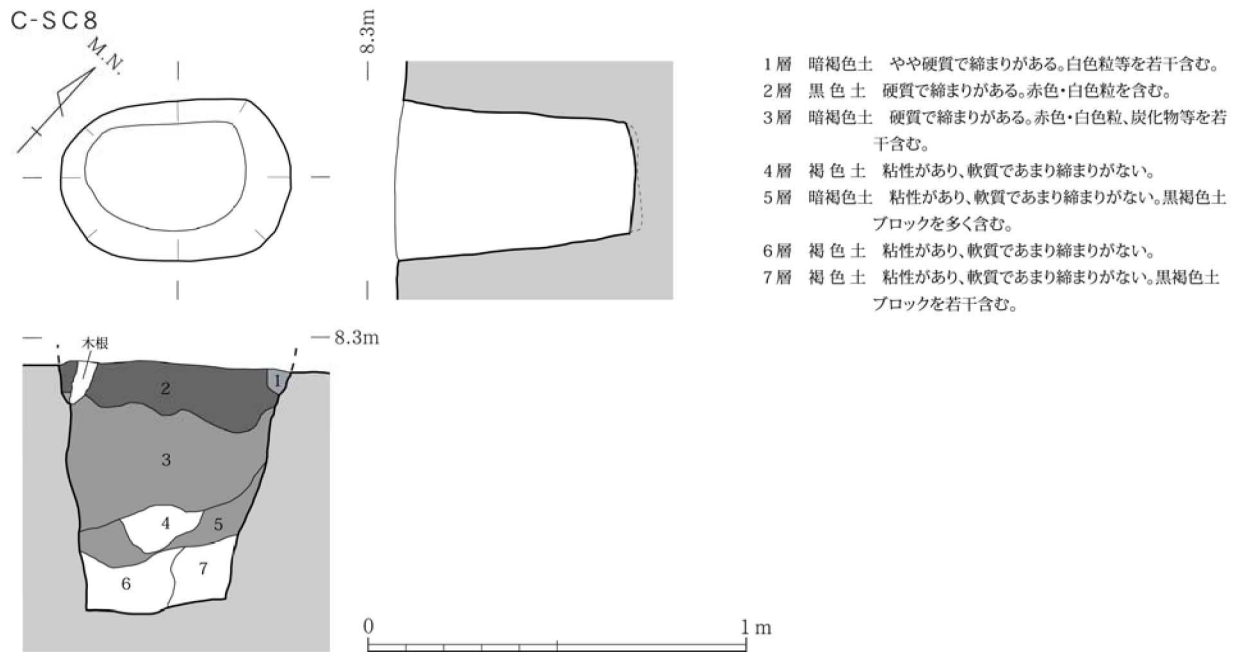 C-SC8
M.N.
8.3m
1層 暗褐色土 やや硬質で締まりがある。白色粒等を若干含む。
2層 黒色土 硬質で締まりがある。赤色・白色粒を含む。
3層 暗褐色土 硬質で締まりがある。赤色・白色粒、炭化物等を若
干含む。
4層 褐色土 粘性があり、軟質であまり締まりがない。
5層 暗褐色土 粘性があり、軟質であまり締まりがない。黒褐色土
ブロックを多く含む。
6層 褐色土 粘性があり、軟質であまり締まりがない。
7層 褐色土 粘性があり、軟質であまり締まりがない。黒褐色土
ブロックを若干含む。
8.3m
木根
1
2
3
4
5
6
7
0
1m